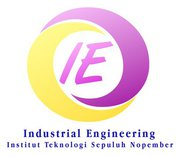 IE
Industrial Engineering
Institut Teknologi Sepuluh Nopember